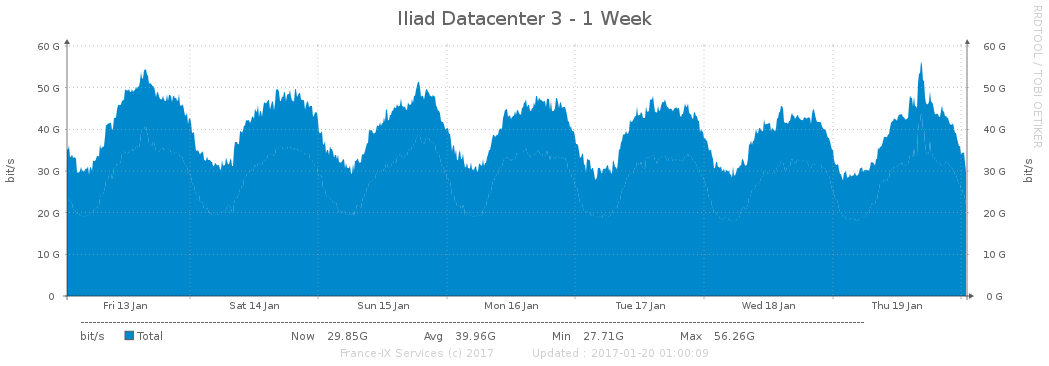 Iliad Datacenter 3 - 1 Week
RRDTOOL / TOBI OETIKER
60 G 60 G
50 G 50 G
40 G 40 G
30 G 30 G
20 G 20 G
10 G 10 G
0 0 G
bit/s
bit/s
Fri 13 Jan Sat 14 Jan Sun 15 Jan Mon 16 Jan Tue 17 Jan Wed 18 Jan Thu 19 Jan
bit/s Total Now 29.85G Avg 39.96G Min 27.71G Max 56.26G
France-IX Services (c) 2017 Updated : 2017-01-20 01:00:09